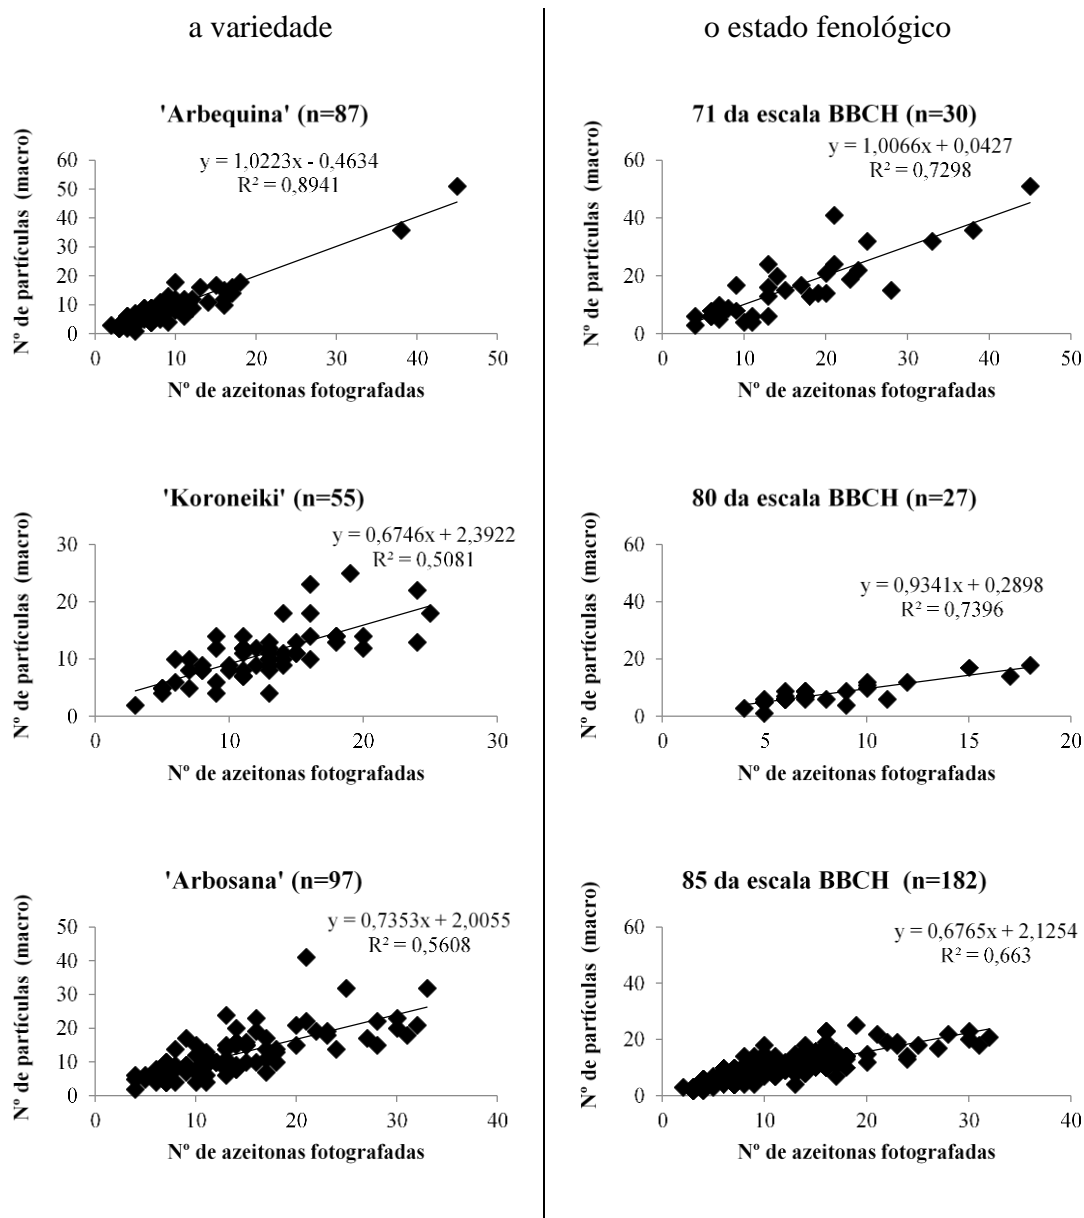 a variedade
'Arbequina' (n=87)
Nº de partículas (macro)
y = 1,0223x - 0,4634
R² = 0,8941
60
50
40
30
20
10
0
0 10 20 30 40 50
Nº de azeitonas fotografadas
'Koroneiki' (n=55)
Nº de partículas (macro)
y = 0,6746x + 2,3922
R² = 0,5081
30
20
10
0
0 10 20 30
Nº de azeitonas fotografadas
'Arbosana' (n=97)
Nº de partículas (macro)
y = 0,7353x + 2,0055
R² = 0,5608
50
40
30
20
10
0
0 10 20 30 40
Nº de azeitonas fotografadas
o estado fenológico
71 da escala BBCH (n=30)
Nº de partículas (macro)
y = 1,0066x + 0,0427
R² = 0,7298
60
40
20
0
0 10 20 30 40 50
Nº de azeitonas fotografadas
80 da escala BBCH (n=27)
Nº de partículas (macro)
y = 0,9341x + 0,2898
R² = 0,7396
60
40
20
0
0 5 10 15 20
Nº de azeitonas fotografadas
85 da escala BBCH (n=182)
Nº de partículas (macro)
y = 0,6765x + 2,1254
R² = 0,663
60
40
20
0
0 10 20 30 40
Nº de azeitonas fotografadas